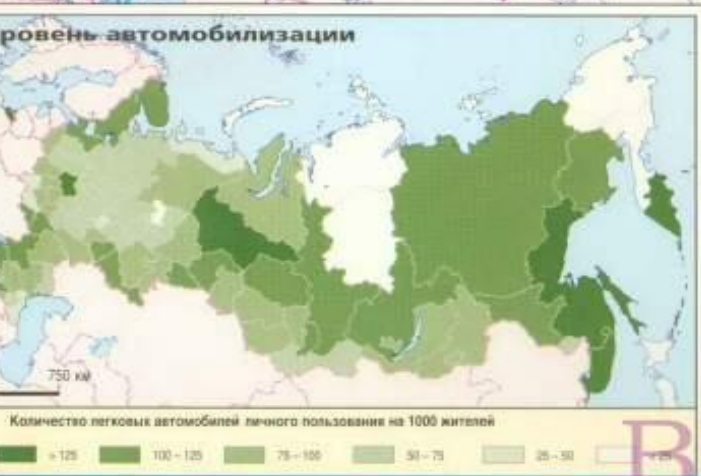 ровень автомобилизации
750 км
Количество легковых автомобилей личного пользования на 1000 жителей
> 125
100 – 125
75 – 100
50 – 75
25 – 50
B